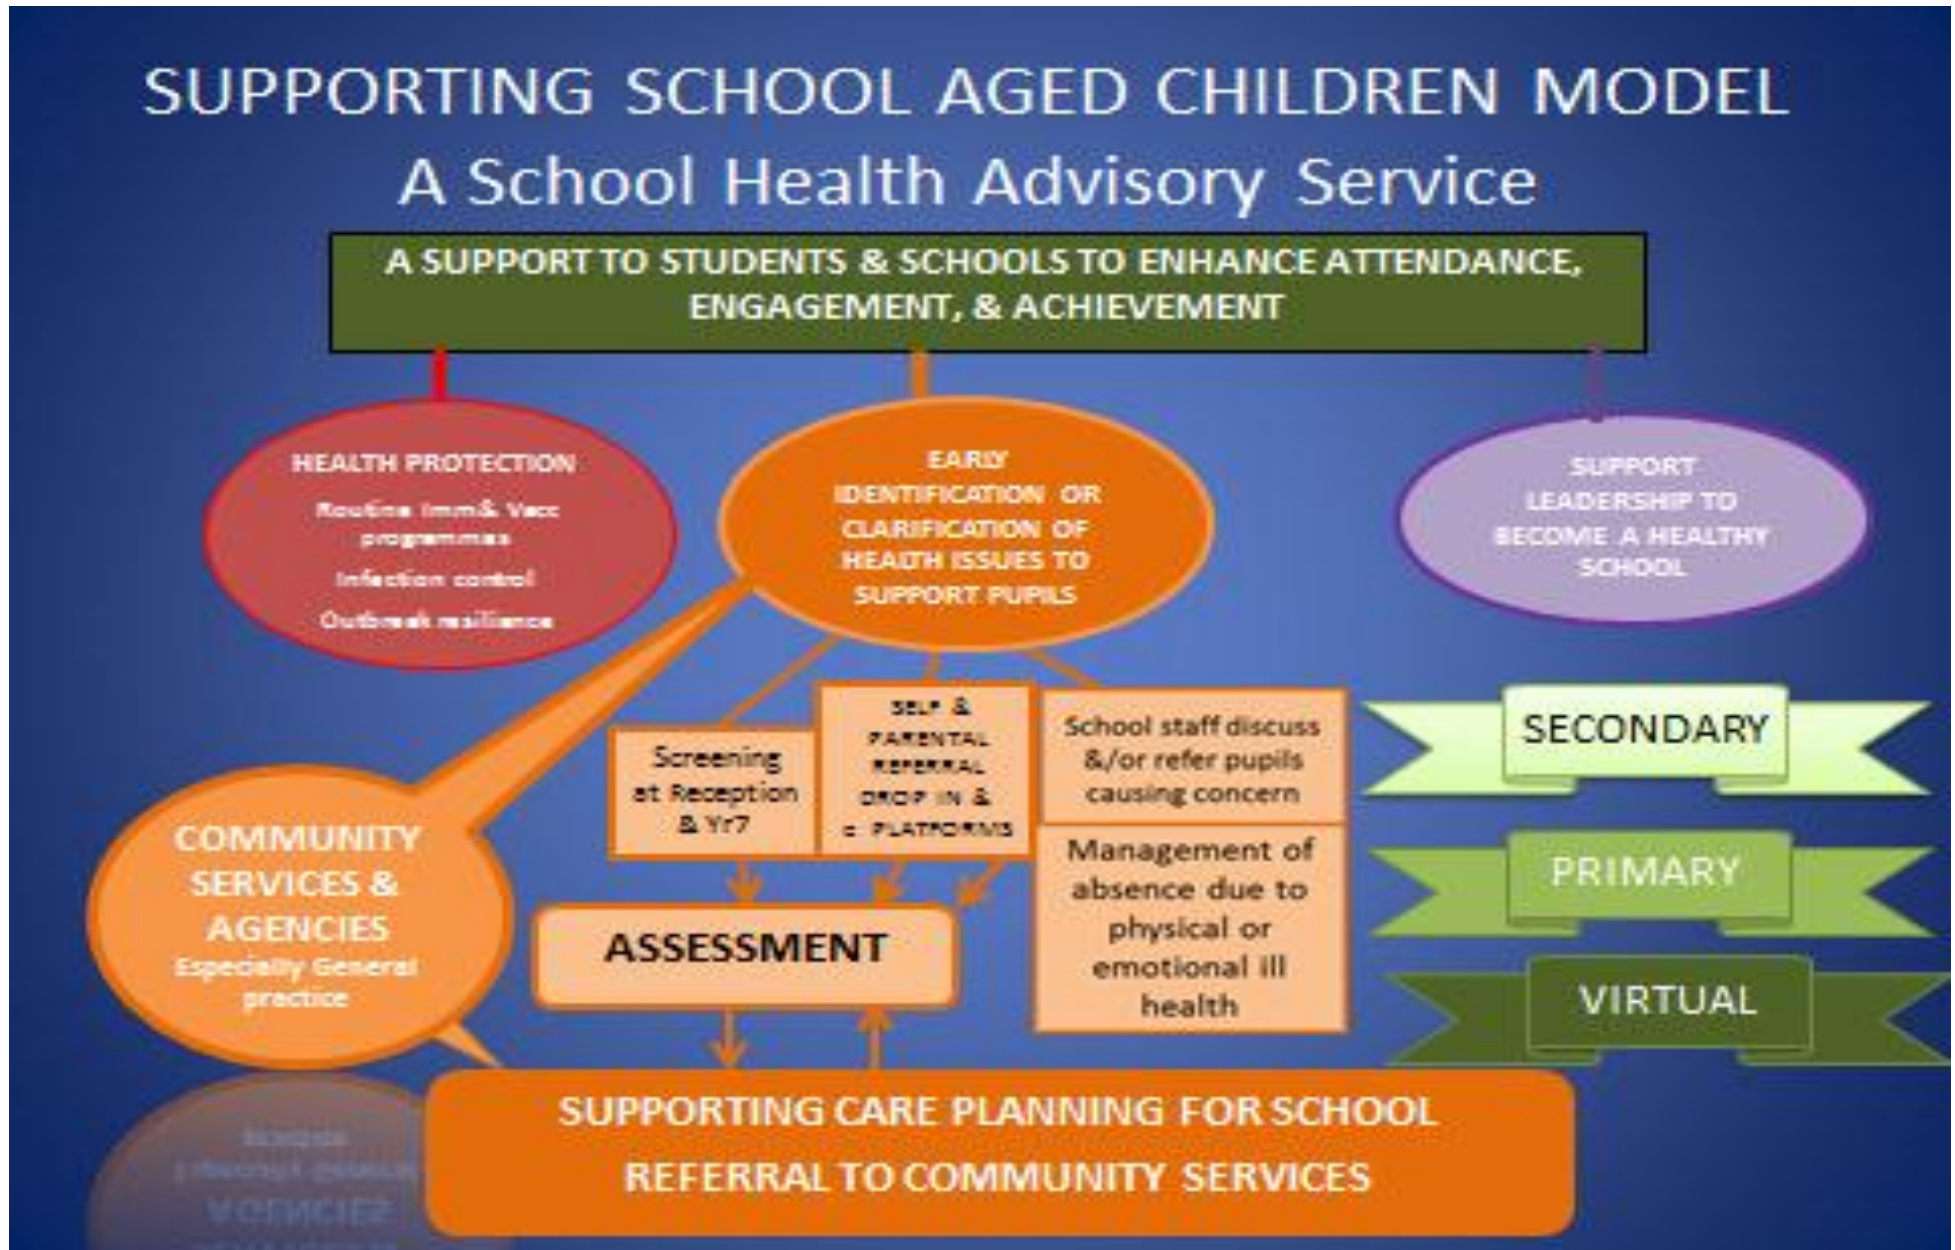 SUPPORTING SCHOOL AGED CHILDREN MODEL
A School Health Advisory Service
A SUPPORT TO STUDENTS & SCHOOLS TO ENHANCE ATTENDANCE,
ENGAGEMENT, & ACHIEVEMENT
HEALTH PROTECTION
Routine Imm& Vacc
programmes
Infection control
Outbreak resilience
EARLY
IDENTIFICATION OR
CLARIFICATION OF
HEALTH ISSUES TO
SUPPORT PUPILS
SUPPORT
LEADERSHIP TO
BECOME A HEALTHY
SCHOOL
COMMUNITY
SERVICES &
AGENCIES
Especially General
practice
Screening
at Reception
& Yr7
SELF &
PARENTAL
REFERRAL
DROP IN &
e PLATFORMS
School staff discuss
&/or refer pupils
causing concern
Management of
absence due to
physical or
emotional ill
health
ASSESSMENT
SECONDARY
PRIMARY
VIRTUAL
SUPPORTING CARE PLANNING FOR SCHOOL
REFERRAL TO COMMUNITY SERVICES